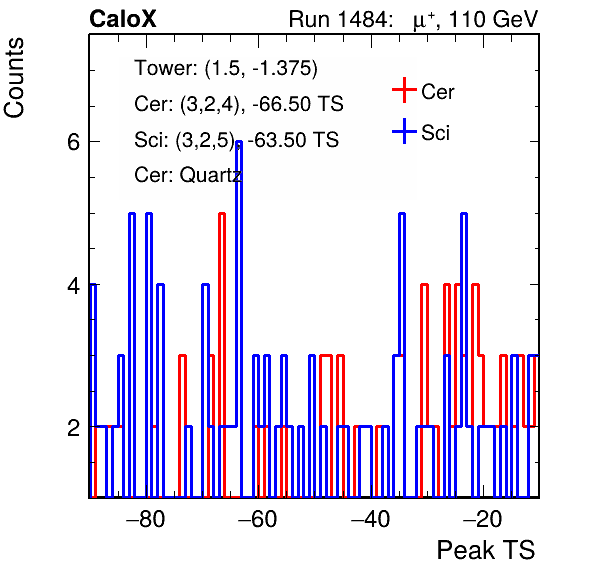 CaloX Run 1484: μ⁺, 110 GeV
Counts
Tower: (1.5, -1.375)
Cer: (3,2,4), -66.50 TS
Sci: (3,2,5), -63.50 TS
Cer: Quartz
Cer
Sci
6
4
2
−80 −60 −40 −20
Peak TS